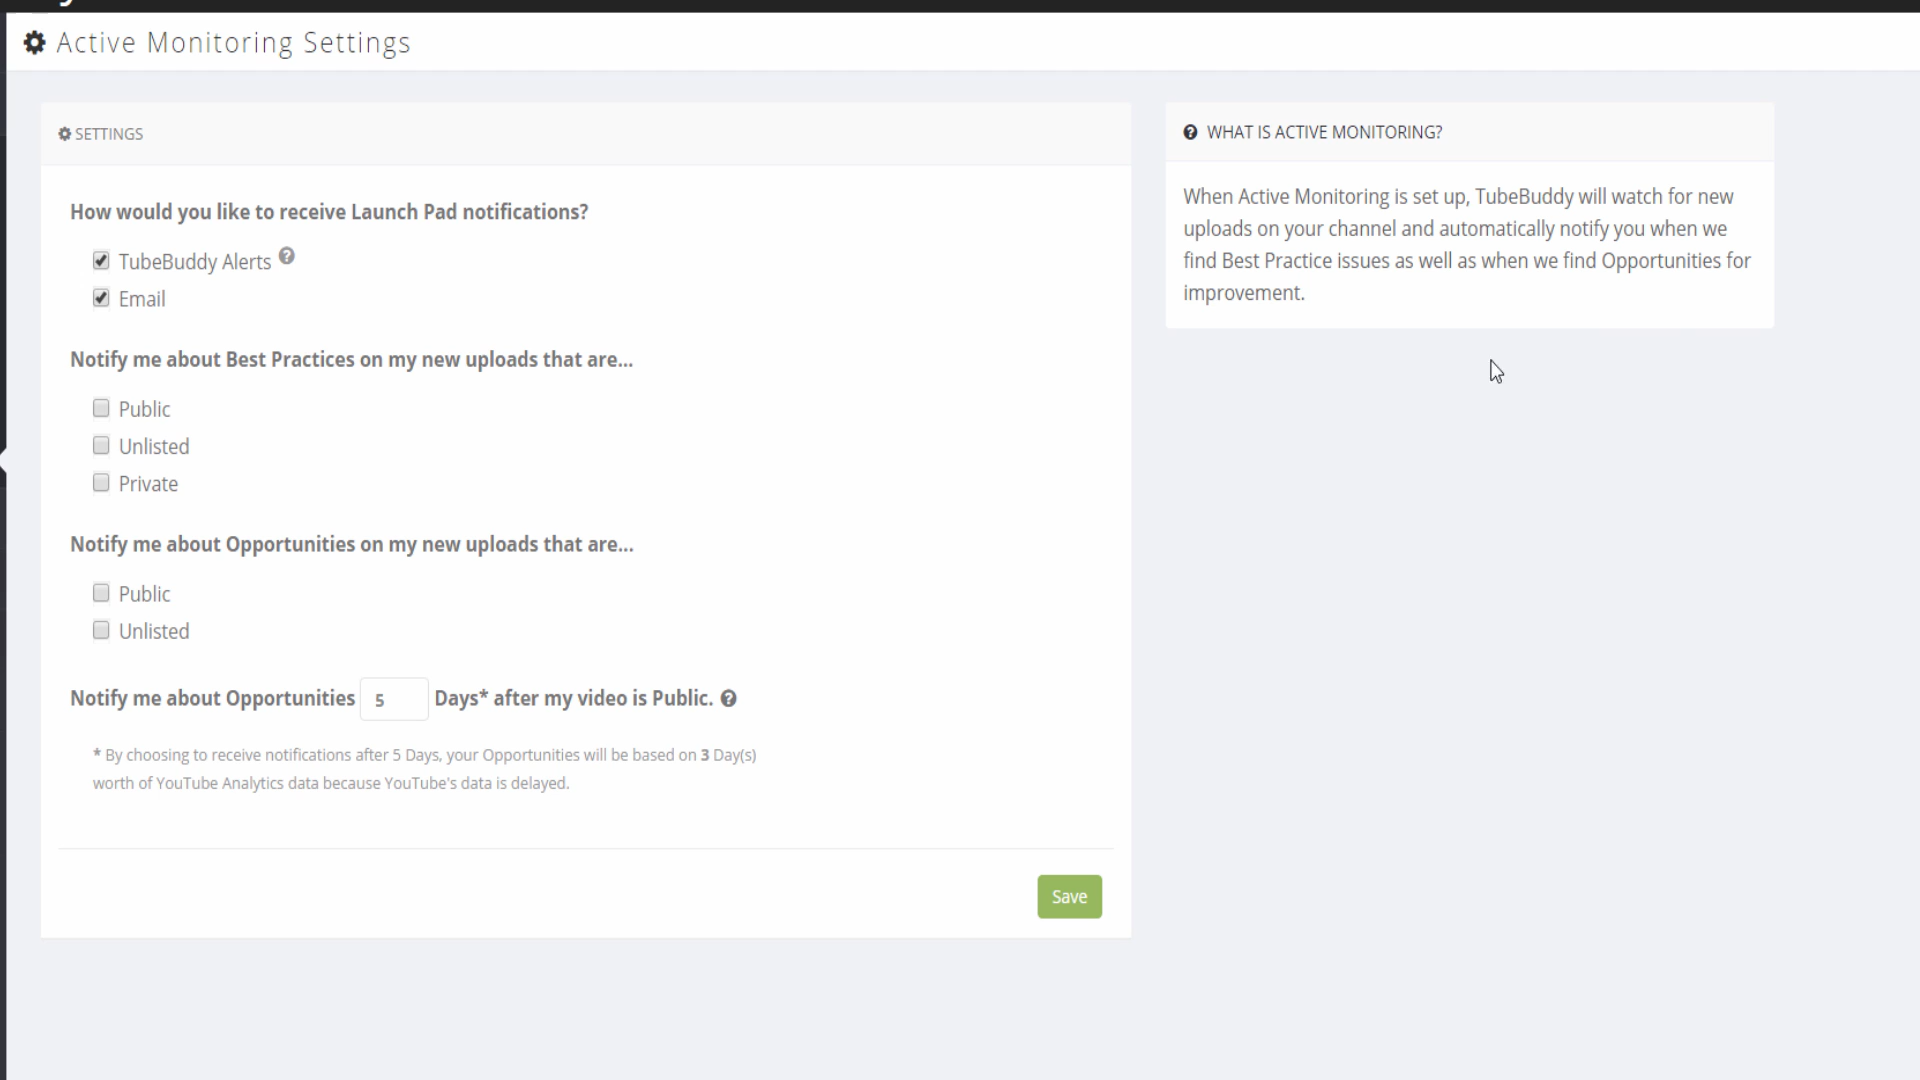 Active Monitoring Settings
SETTINGS
How would you like to receive Launch Pad notifications?
TubeBuddy Alerts
Email
Notify me about Best Practices on my new uploads that are...
Public
Unlisted
Private
Notify me about Opportunities on my new uploads that are...
Public
Unlisted
Notify me about Opportunities 5 Days* after my video is Public.
* By choosing to receive notifications after 5 Days, your Opportunities will be based on 3 Day(s)
worth of YouTube Analytics data because YouTube's data is delayed.
Save
WHAT IS ACTIVE MONITORING?
When Active Monitoring is set up, TubeBuddy will watch for new
uploads on your channel and automatically notify you when we
find Best Practice issues as well as when we find Opportunities for
improvement.